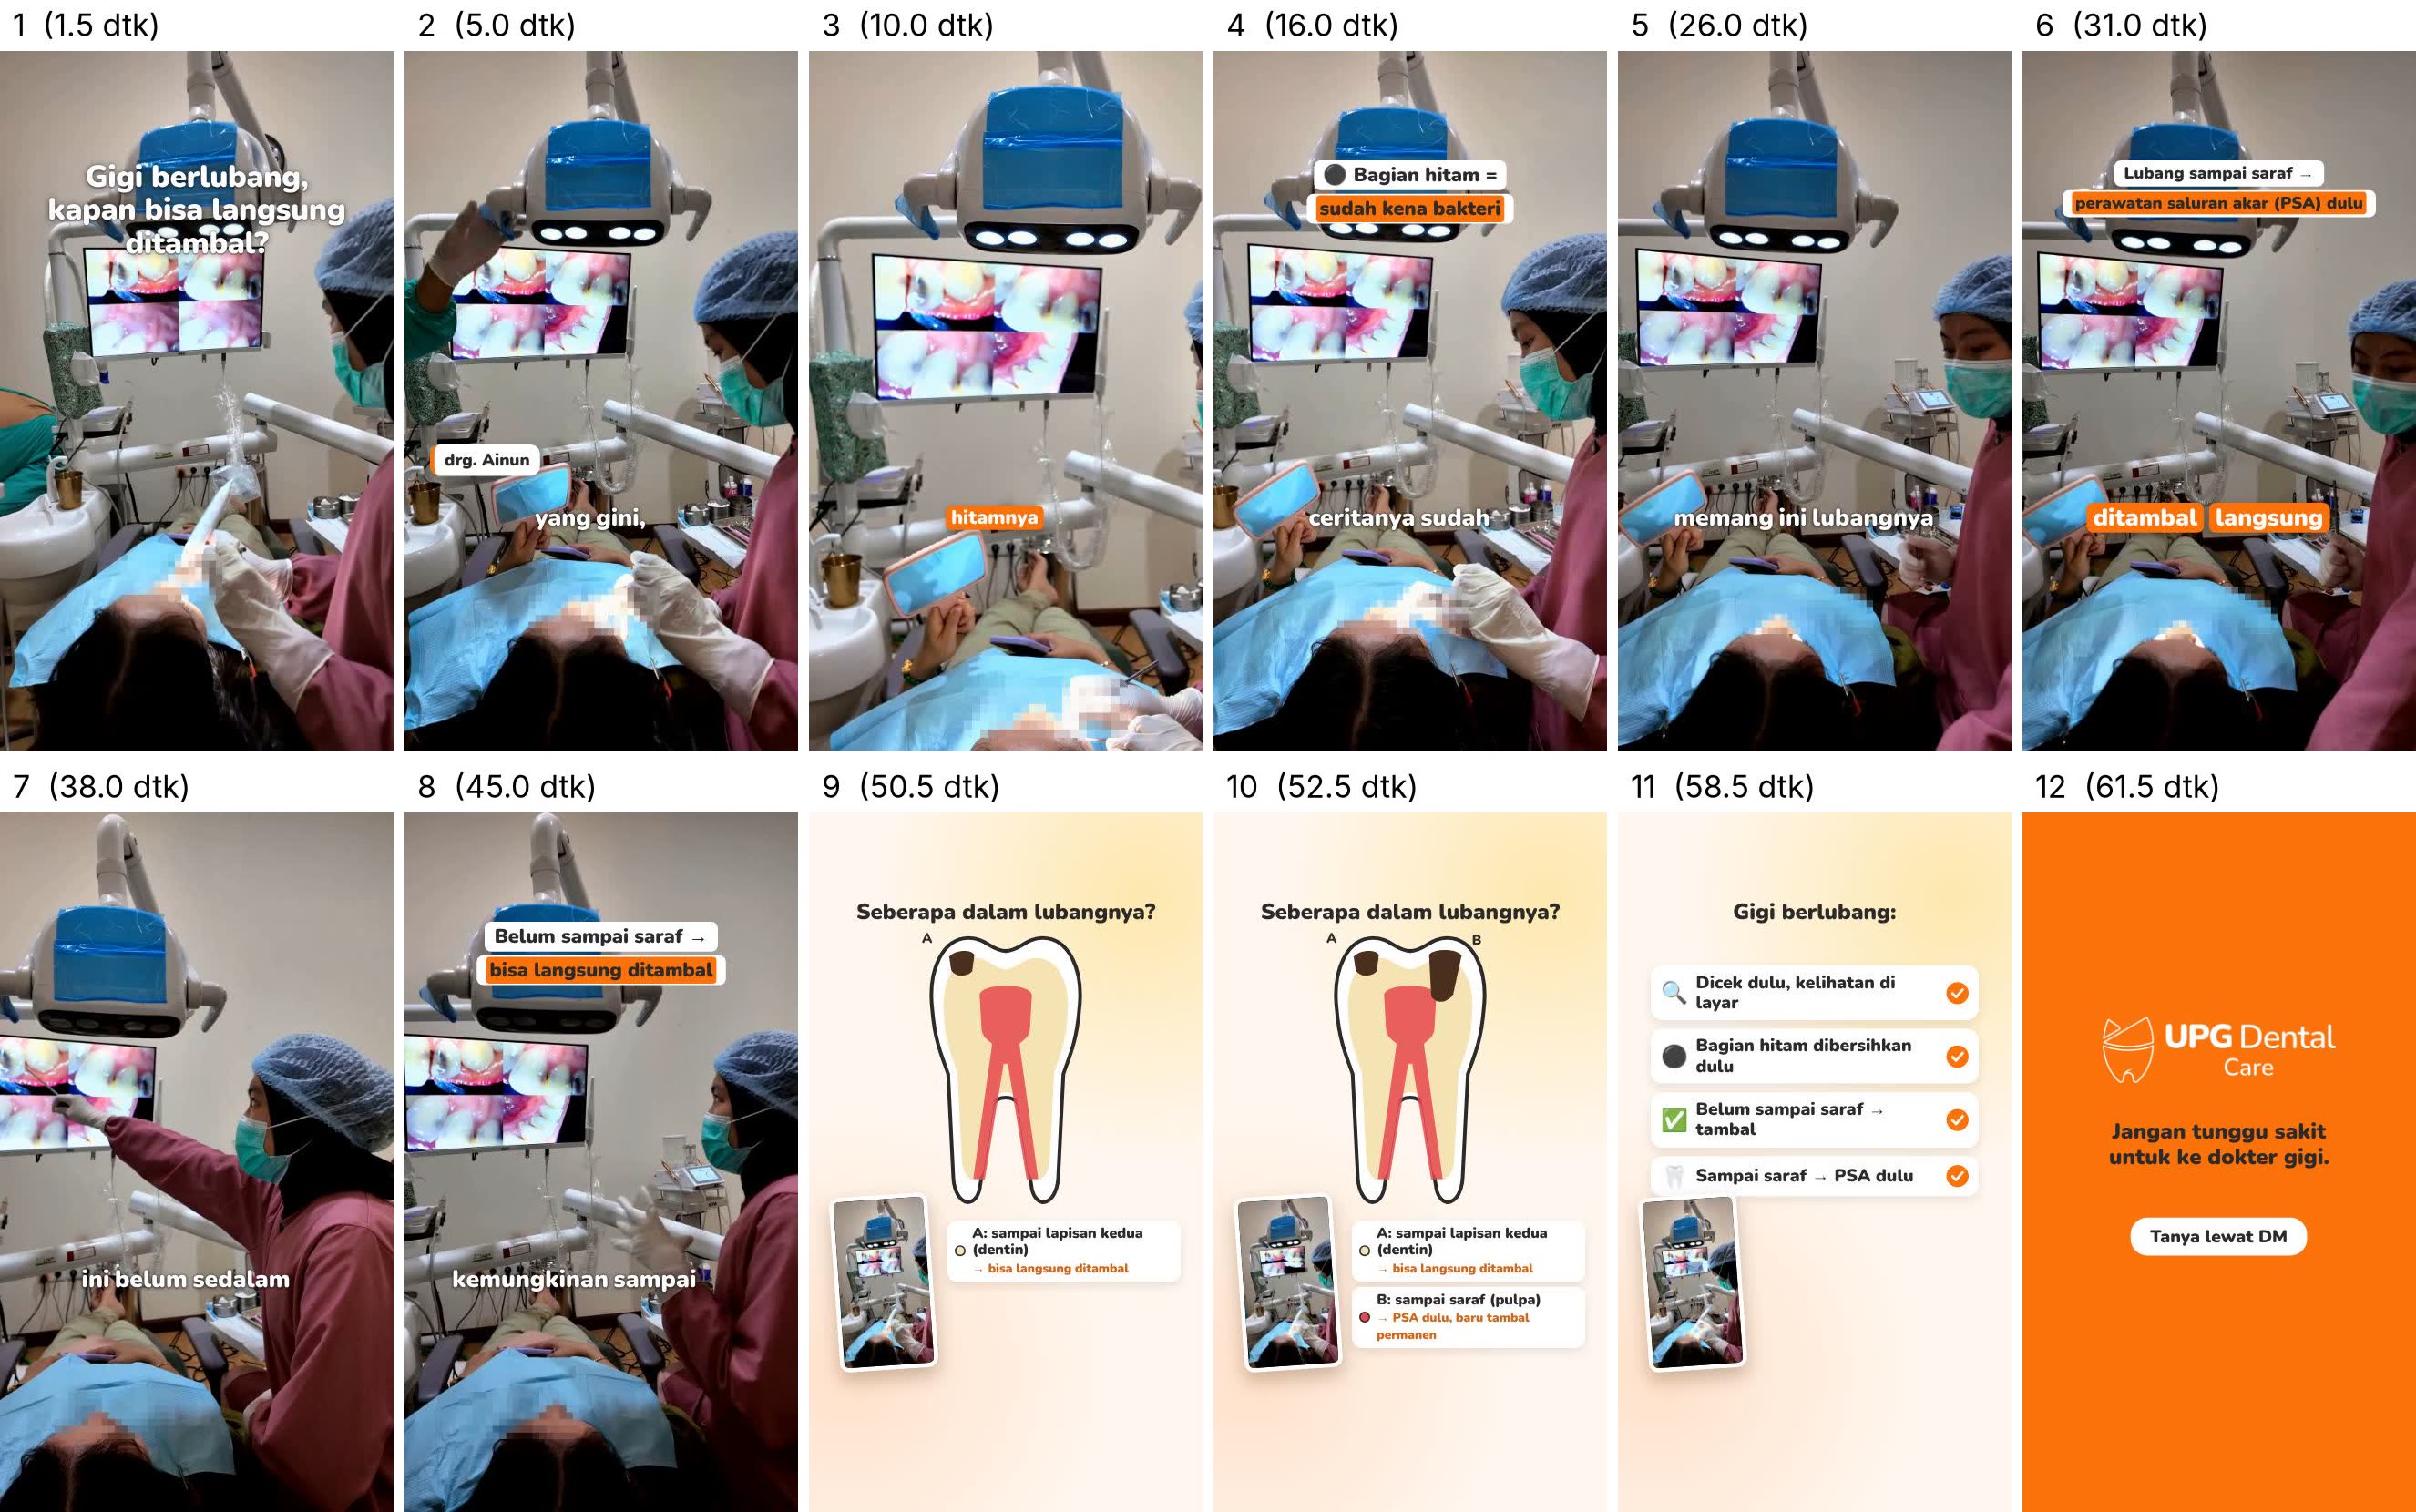 1 (1.5 dtk)
Gigi berlubang,
kapan bisa langsung
ditambal?
2 (5.0 dtk)
drg. Ainun
yang gini,
3 (10.0 dtk)
hitamnya
4 (16.0 dtk)
Bagian hitam =
sudah kena bakteri
ceritanya sudah
5 (26.0 dtk)
memang ini lubangnya
6 (31.0 dtk)
Lubang sampai saraf →
perawatan saluran akar (PSA) dulu
ditambal langsung
7 (38.0 dtk)
ini belum sedalam
8 (45.0 dtk)
Belum sampai saraf →
bisa langsung ditambal
kemungkinan sampai
9 (50.5 dtk)
Seberapa dalam lubangnya?
A
A: sampai lapisan kedua
(dentin)
→ bisa langsung ditambal
10 (52.5 dtk)
Seberapa dalam lubangnya?
A
B
A: sampai lapisan kedua
(dentin)
→ bisa langsung ditambal
B: sampai saraf (pulpa)
→ PSA dulu, baru tambal
permanen
11 (58.5 dtk)
Gigi berlubang:
Dicek dulu, kelihatan di
layar
Bagian hitam dibersihkan
dulu
Belum sampai saraf →
tambal
Sampai saraf → PSA dulu
12 (61.5 dtk)
UPG Dental
Care
Jangan tunggu sakit
untuk ke dokter gigi.
Tanya lewat DM